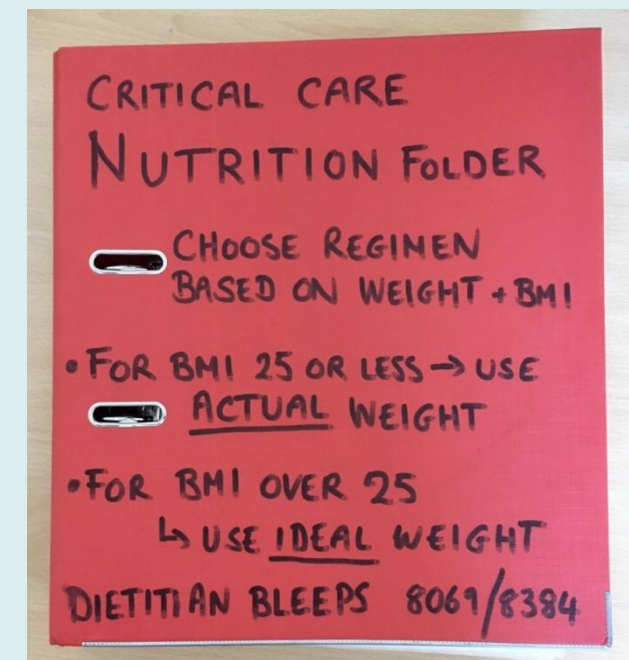 CRITICAL CARE
NUTRITION FOLDER
CHOOSE REGIMEN
BASED ON WEIGHT + BMI
• FOR BMI 25 OR LESS → USE
ACTUAL WEIGHT
• FOR BMI OVER 25
↳ USE IDEAL WEIGHT
DIETITIAN BLEEPS 8069/8384